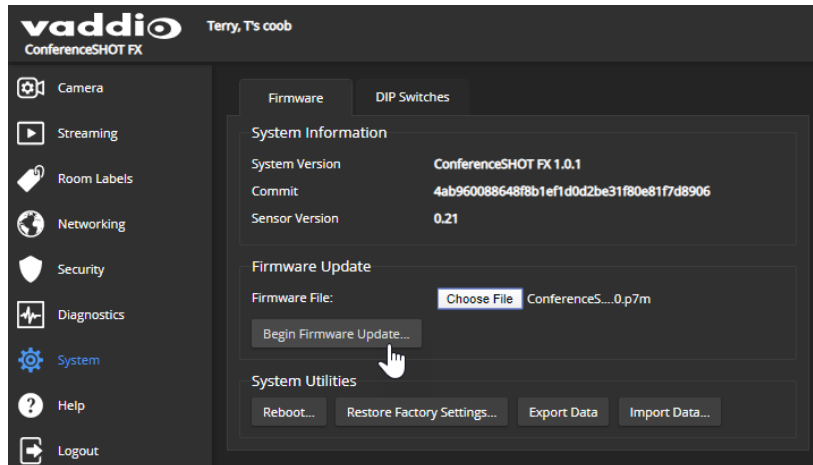 vaddio
ConferenceSHOT FX
Terry, T's coob
Camera
Streaming
Room Labels
Networking
Security
Diagnostics
System
Help
Logout
Firmware
DIP Switches
System Information
System Version ConferenceSHOT FX 1.0.1
Commit 4ab960088648f8b1ef1d0d2be31f80e81f7d8906
Sensor Version 0.21
Firmware Update
Firmware File: Choose File ConferenceS....0.p7m
Begin Firmware Update...
System Utilities
Reboot... Restore Factory Settings... Export Data Import Data...